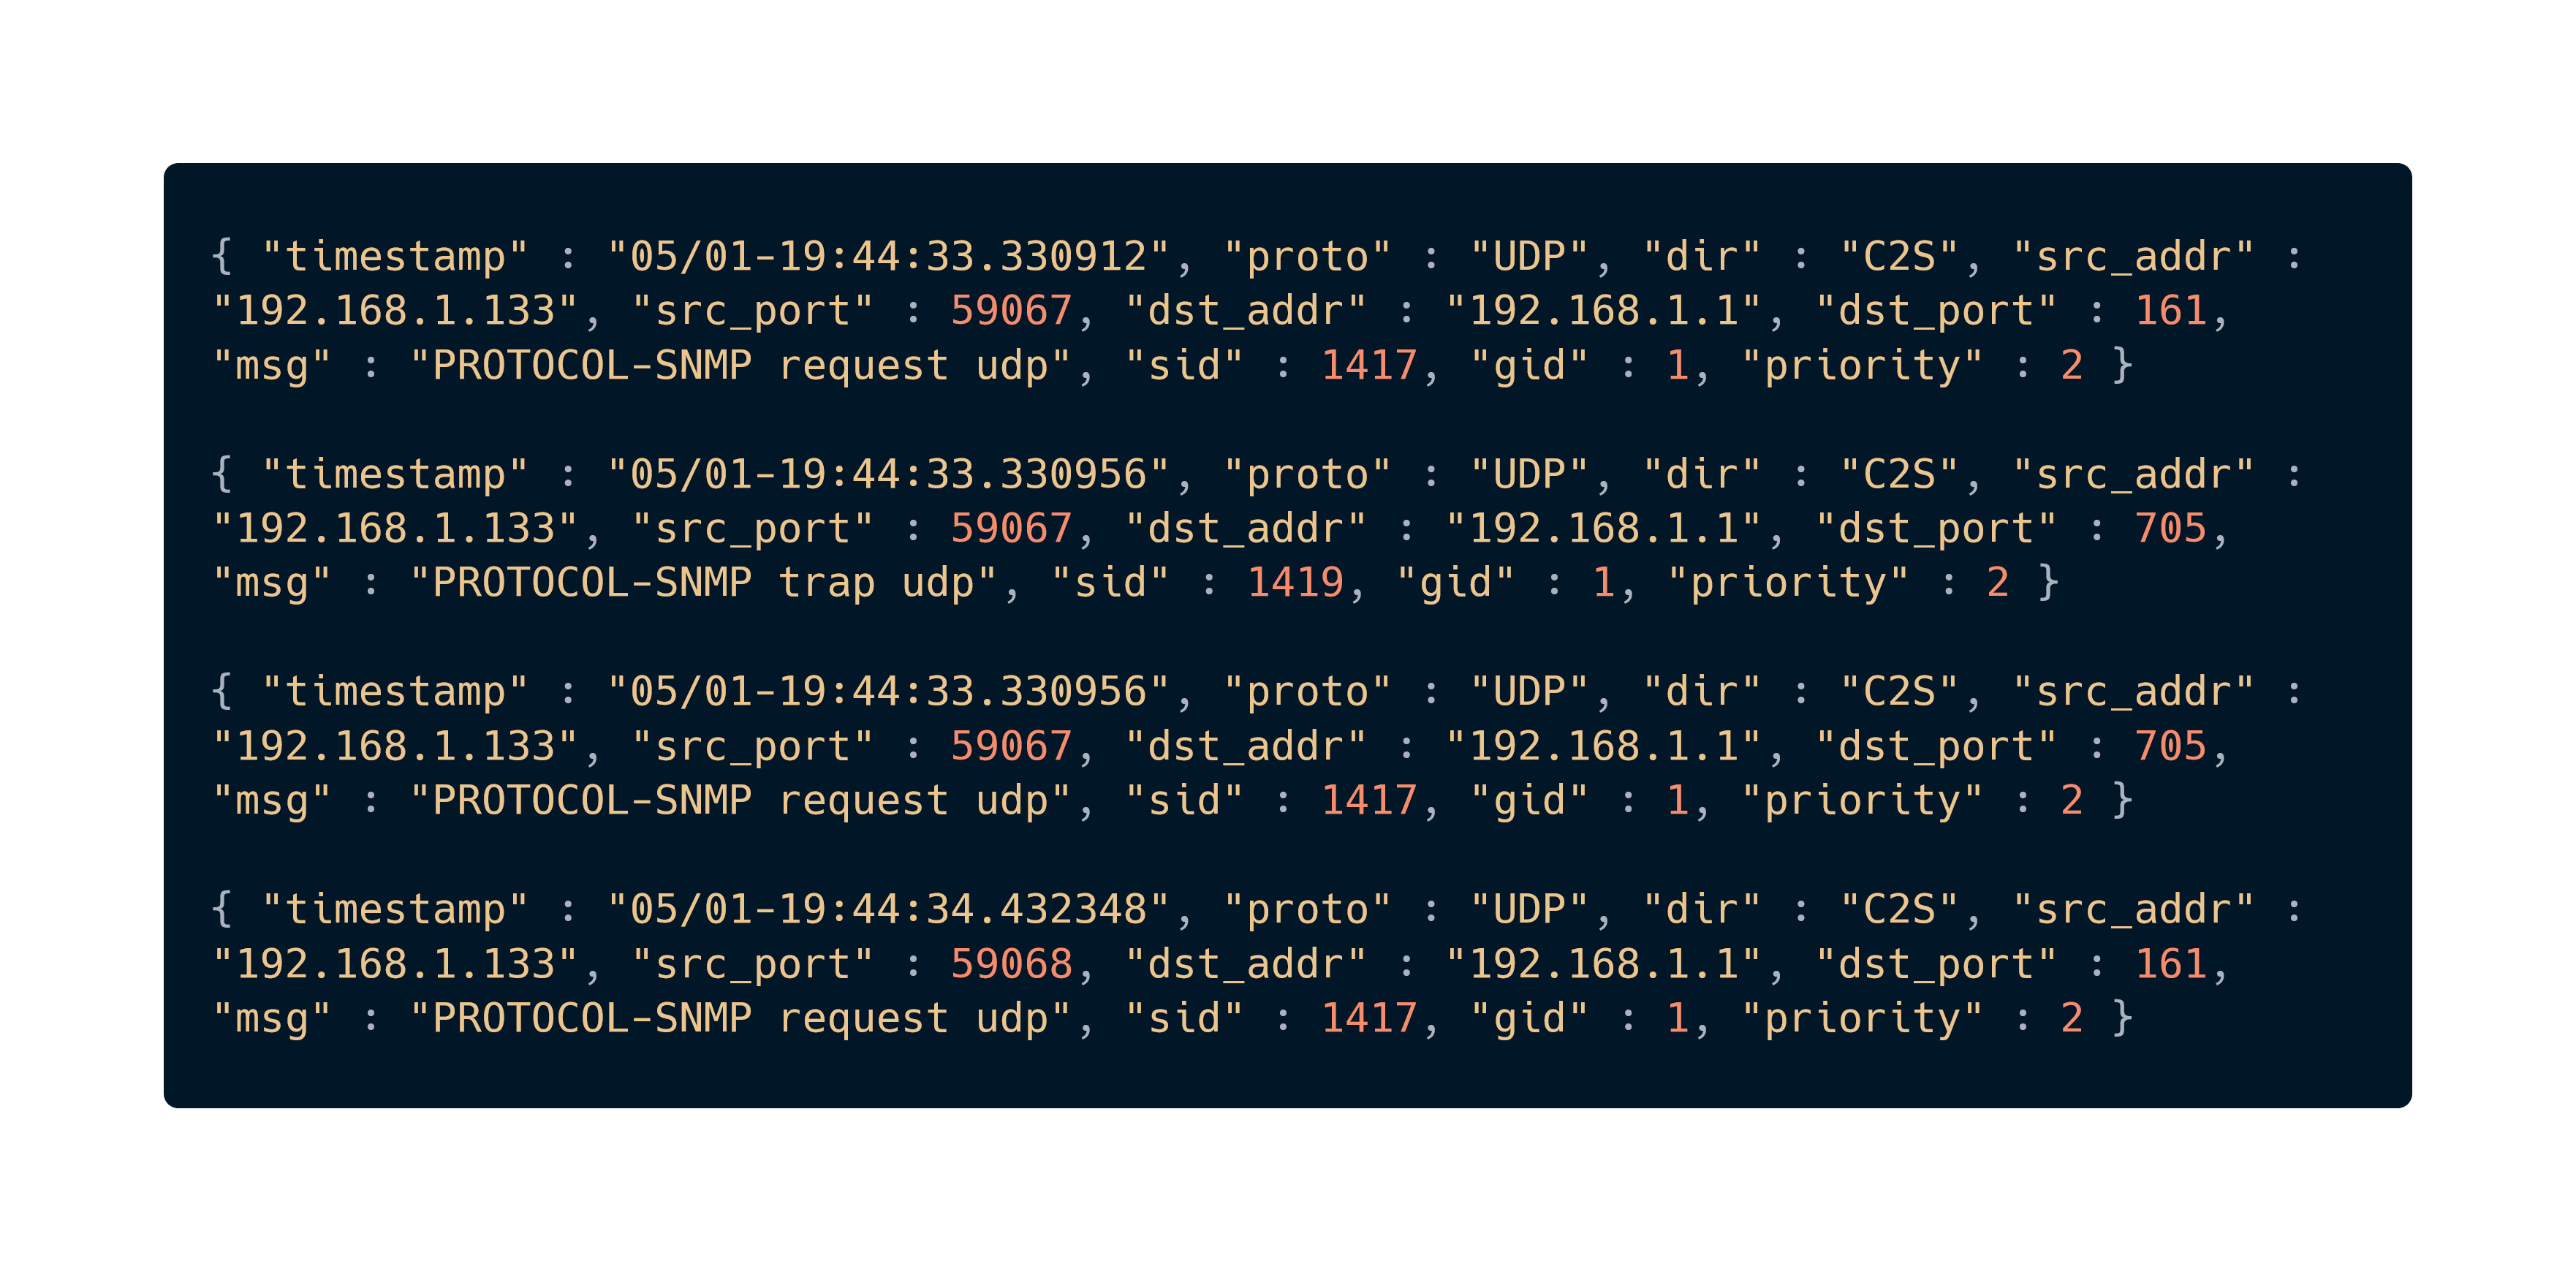 { "timestamp" : "05/01-19:44:33.330912", "proto" : "UDP", "dir" : "C2S", "src_addr" :
"192.168.1.133", "src_port" : 59067, "dst_addr" : "192.168.1.1", "dst_port" : 161,
"msg" : "PROTOCOL-SNMP request udp", "sid" : 1417, "gid" : 1, "priority" : 2 }
{ "timestamp" : "05/01-19:44:33.330956", "proto" : "UDP", "dir" : "C2S", "src_addr" :
"192.168.1.133", "src_port" : 59067, "dst_addr" : "192.168.1.1", "dst_port" : 705,
"msg" : "PROTOCOL-SNMP trap udp", "sid" : 1419, "gid" : 1, "priority" : 2 }
{ "timestamp" : "05/01-19:44:33.330956", "proto" : "UDP", "dir" : "C2S", "src_addr" :
"192.168.1.133", "src_port" : 59067, "dst_addr" : "192.168.1.1", "dst_port" : 705,
"msg" : "PROTOCOL-SNMP request udp", "sid" : 1417, "gid" : 1, "priority" : 2 }
{ "timestamp" : "05/01-19:44:34.432348", "proto" : "UDP", "dir" : "C2S", "src_addr" :
"192.168.1.133", "src_port" : 59068, "dst_addr" : "192.168.1.1", "dst_port" : 161,
"msg" : "PROTOCOL-SNMP request udp", "sid" : 1417, "gid" : 1, "priority" : 2 }